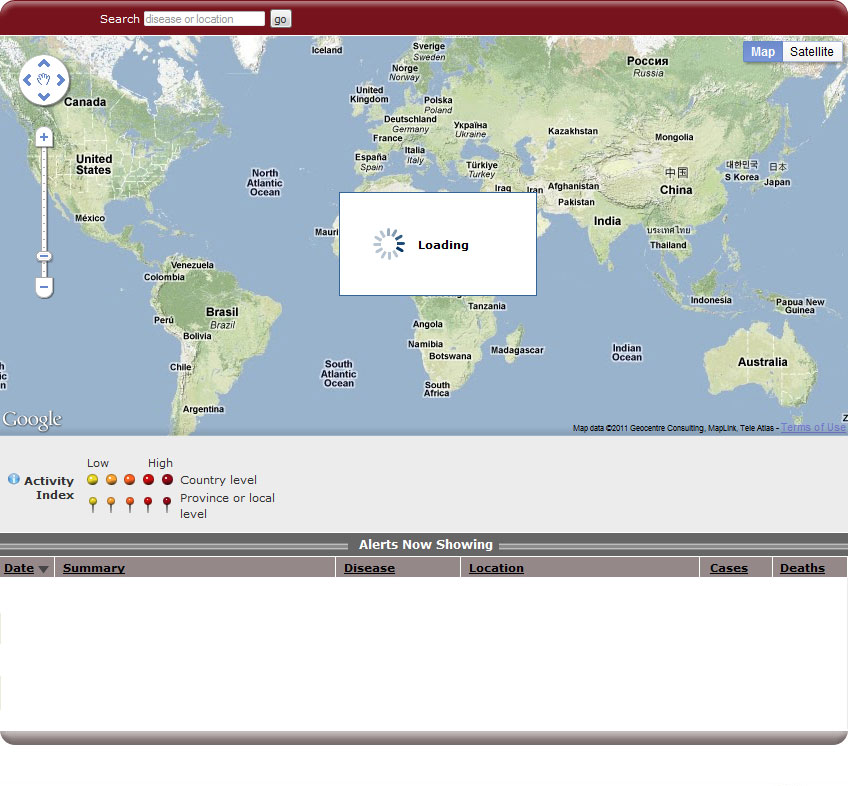 Search disease or location go
Map Satellite
Iceland
Sverige
Sweden
Norge
Norway
Россия
Russia
Canada
United
Kingdom
Polska
Poland
Deutschland
Germany
Україна
Ukraine
France
Kazakhstan
Mongolia
United
States
España
Spain
Italia
Italy
Türkiye
Turkey
中国
China
대한민국
S Korea
日本
Japan
North
Atlantic
Ocean
Iraq
Iran
Afghanistan
Pakistan
México
Mauri
India
ประเทศไทย
Thailand
Loading
Venezuela
Colombia
Brasil
Brazil
Perú
Bolivia
Tanzania
Indonesia
Papua New
Guinea
Angola
Namibia
Botswana
Madagascar
Indian
Ocean
Chile
South
Atlantic
Ocean
Australia
South
Africa
Argentina
Google
Map data ©2011 Geocentre Consulting, MapLink, Tele Atlas - Terms of Use
Low High
Activity
Index
Country level
Province or local
level
Alerts Now Showing
Date Summary Disease Location Cases Deaths